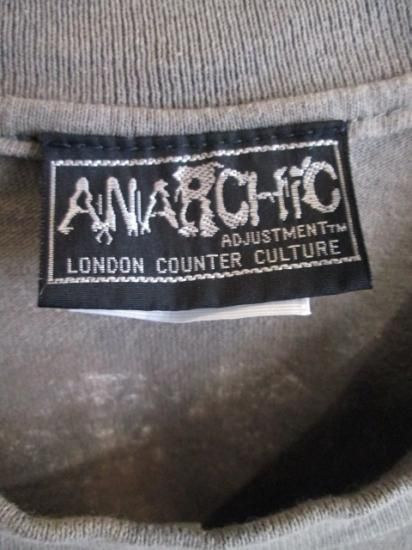 ANARCHiC
ADJUSTMENT™
LONDON COUNTER CULTURE